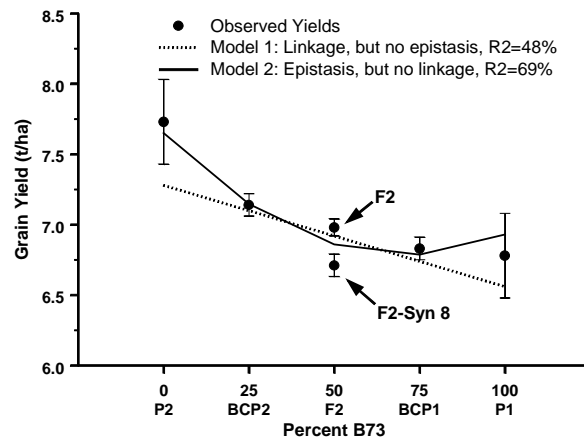 Observed Yields
Model 1: Linkage, but no epistasis, R2=48%
Model 2: Epistasis, but no linkage, R2=69%
8.5
8.0
7.5
7.0
6.5
6.0
Grain Yield (t/ha)
F2
F2-Syn 8
0 25 50 75 100
P2 BCP2 F2 BCP1 P1
Percent B73